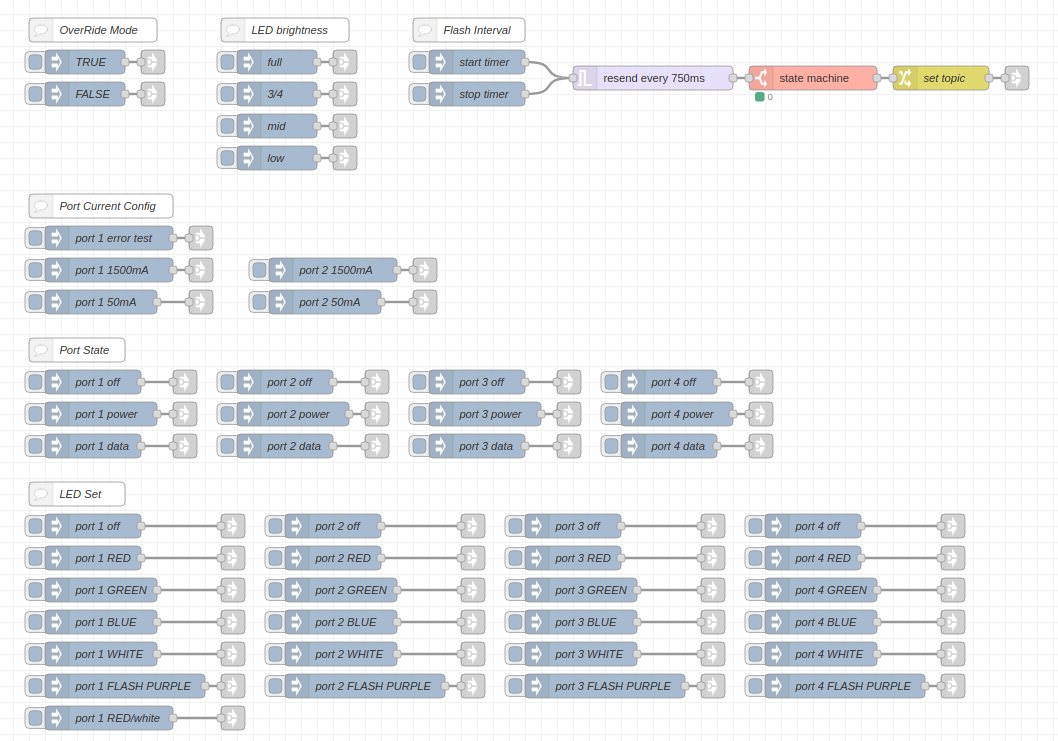 OverRide Mode
LED brightness
Flash Interval
TRUE
full
start timer
resend every 750ms
state machine
set topic
FALSE
3/4
stop timer
0
mid
low
Port Current Config
port 1 error test
port 1 1500mA
port 2 1500mA
port 1 50mA
port 2 50mA
Port State
port 1 off
port 2 off
port 3 off
port 4 off
port 1 power
port 2 power
port 3 power
port 4 power
port 1 data
port 2 data
port 3 data
port 4 data
LED Set
port 1 off
port 2 off
port 3 off
port 4 off
port 1 RED
port 2 RED
port 3 RED
port 4 RED
port 1 GREEN
port 2 GREEN
port 3 GREEN
port 4 GREEN
port 1 BLUE
port 2 BLUE
port 3 BLUE
port 4 BLUE
port 1 WHITE
port 2 WHITE
port 3 WHITE
port 4 WHITE
port 1 FLASH PURPLE
port 2 FLASH PURPLE
port 3 FLASH PURPLE
port 4 FLASH PURPLE
port 1 RED/white